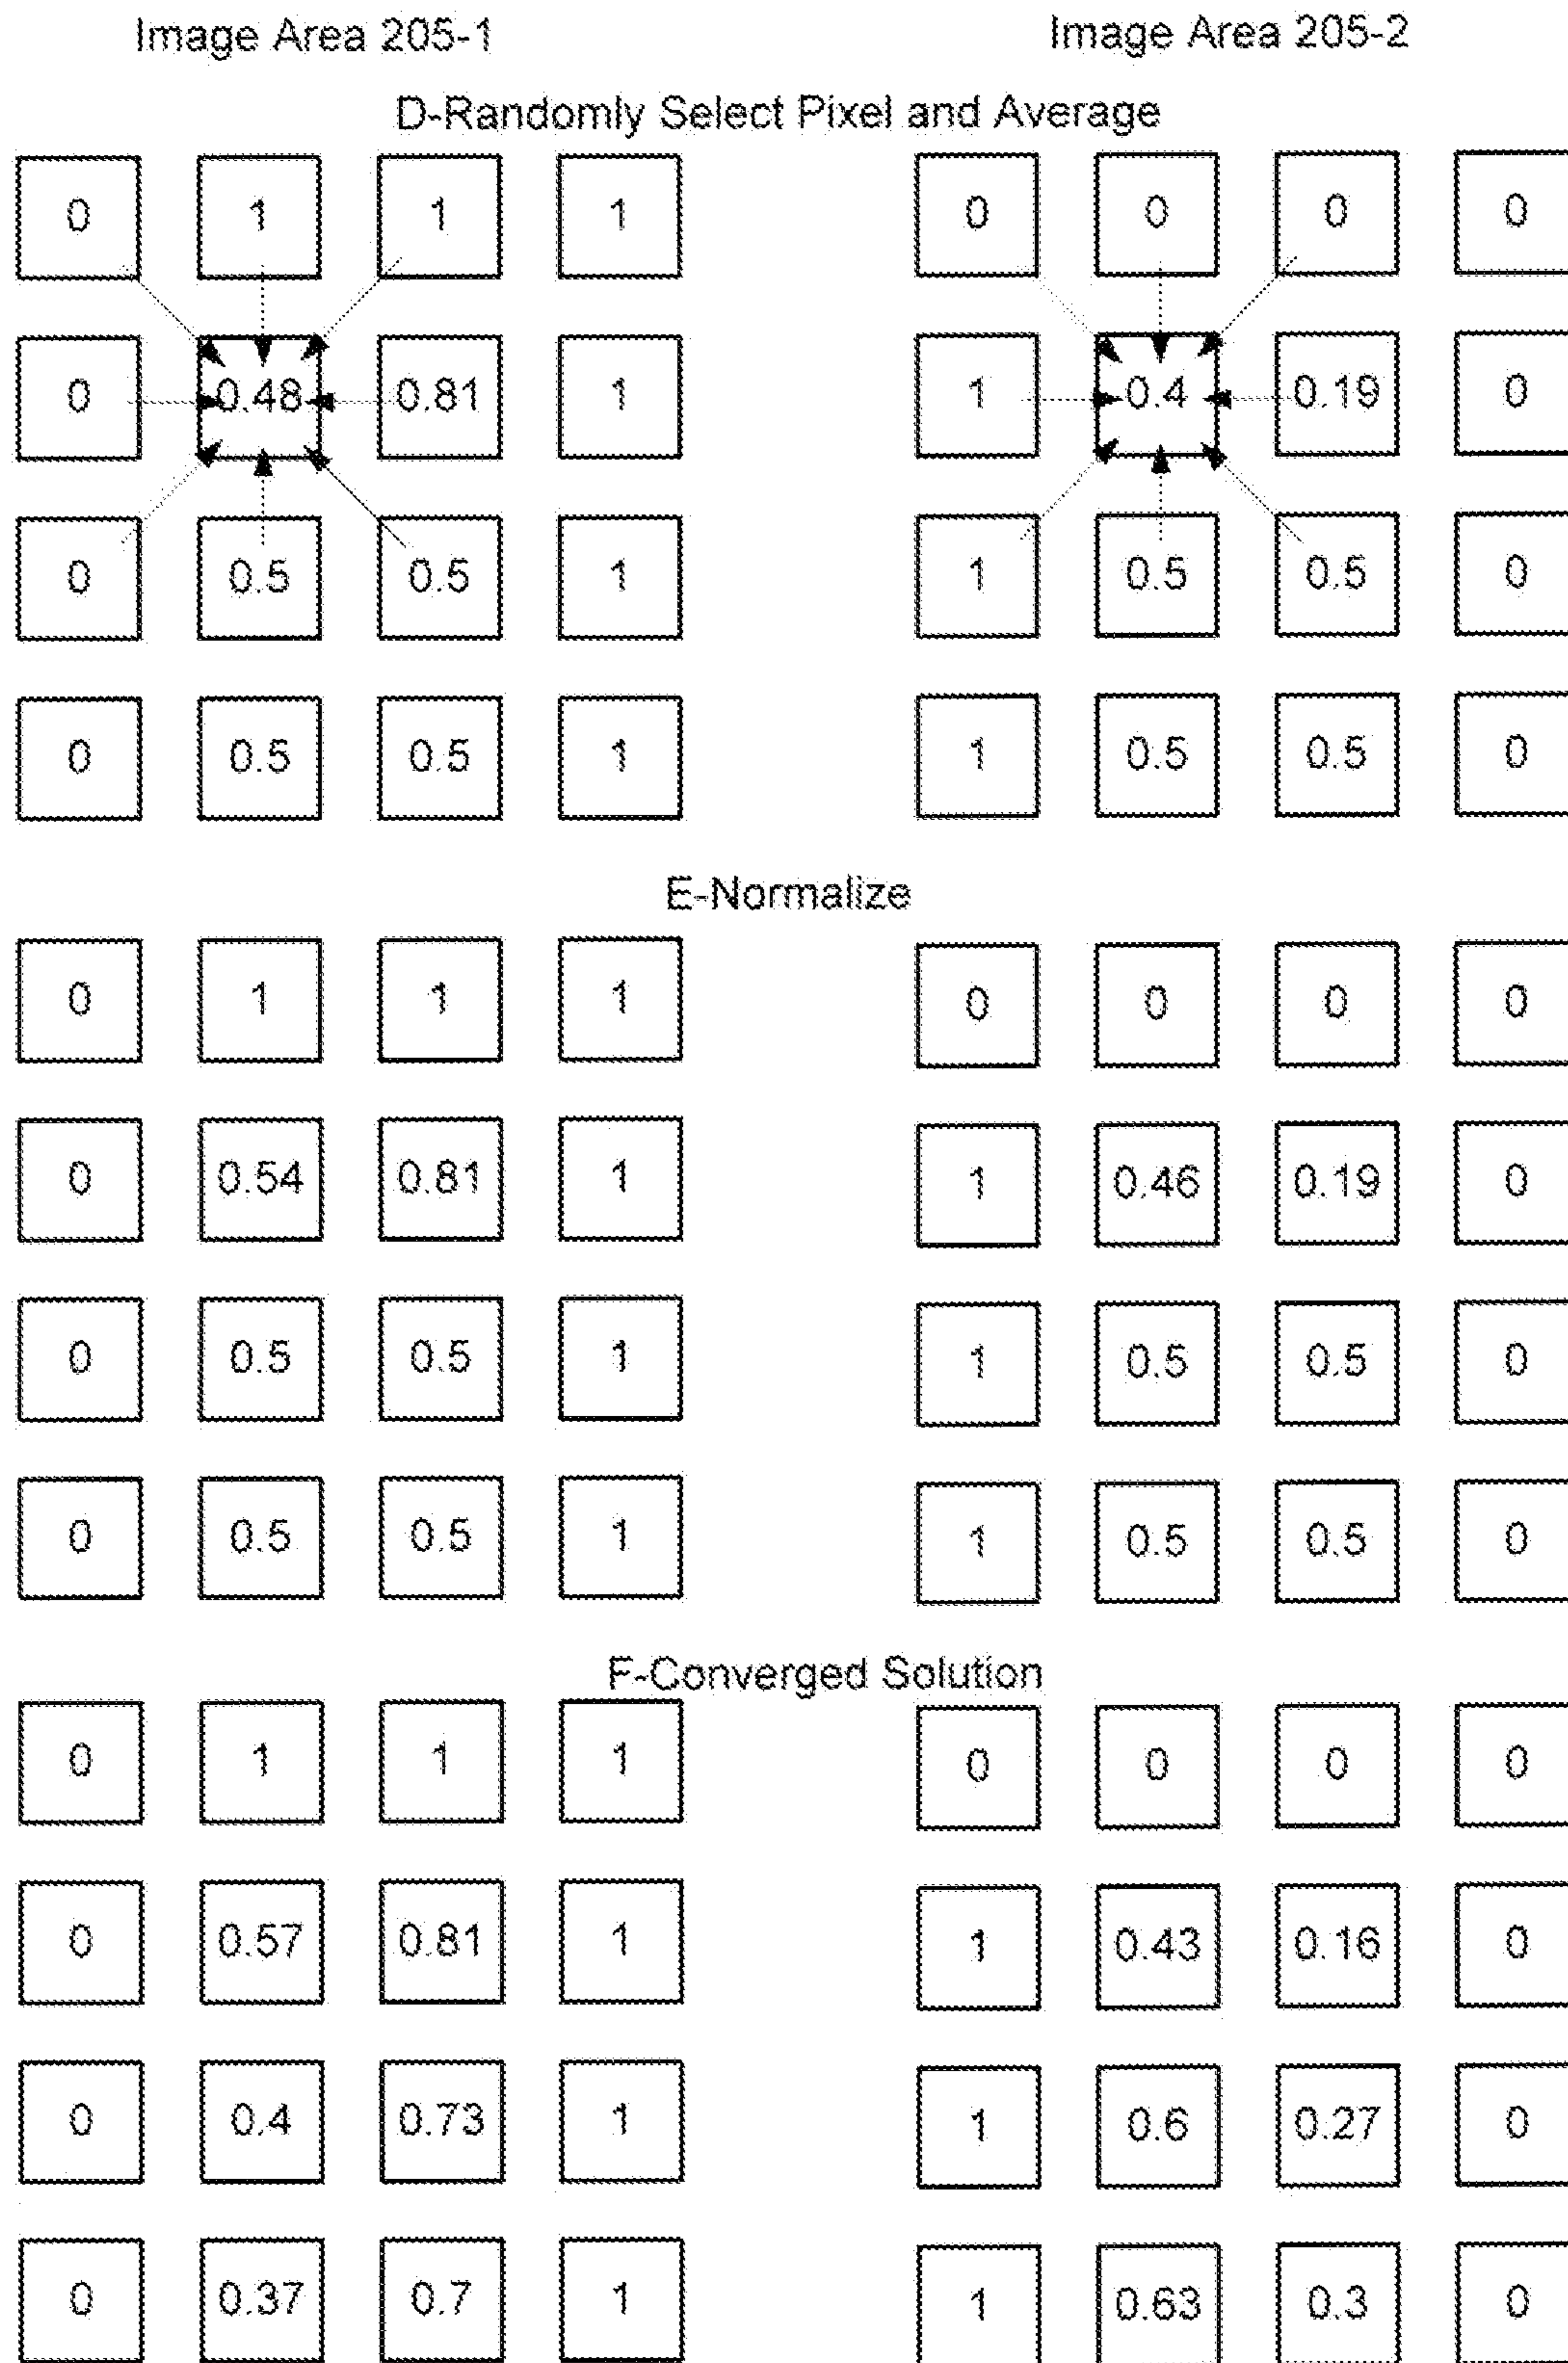 Image Area 205-1 Image Area 205-2
D-Randomly Select Pixel and Average
0 1 1 1 0 0 0 0
0 0.48 0.81 1 1 0.4 0.19 0
0 0.5 0.5 1 1 0.5 0.5 0
0 0.5 0.5 1 1 0.5 0.5 0
E-Normalize
0 1 1 1 0 0 0 0
0 0.54 0.81 1 1 0.46 0.19 0
0 0.5 0.5 1 1 0.5 0.5 0
0 0.5 0.5 1 1 0.5 0.5 0
F-Converged Solution
0 1 1 1 0 0 0 0
0 0.57 0.81 1 1 0.43 0.16 0
0 0.4 0.73 1 1 0.6 0.27 0
0 0.37 0.7 1 1 0.63 0.3 0